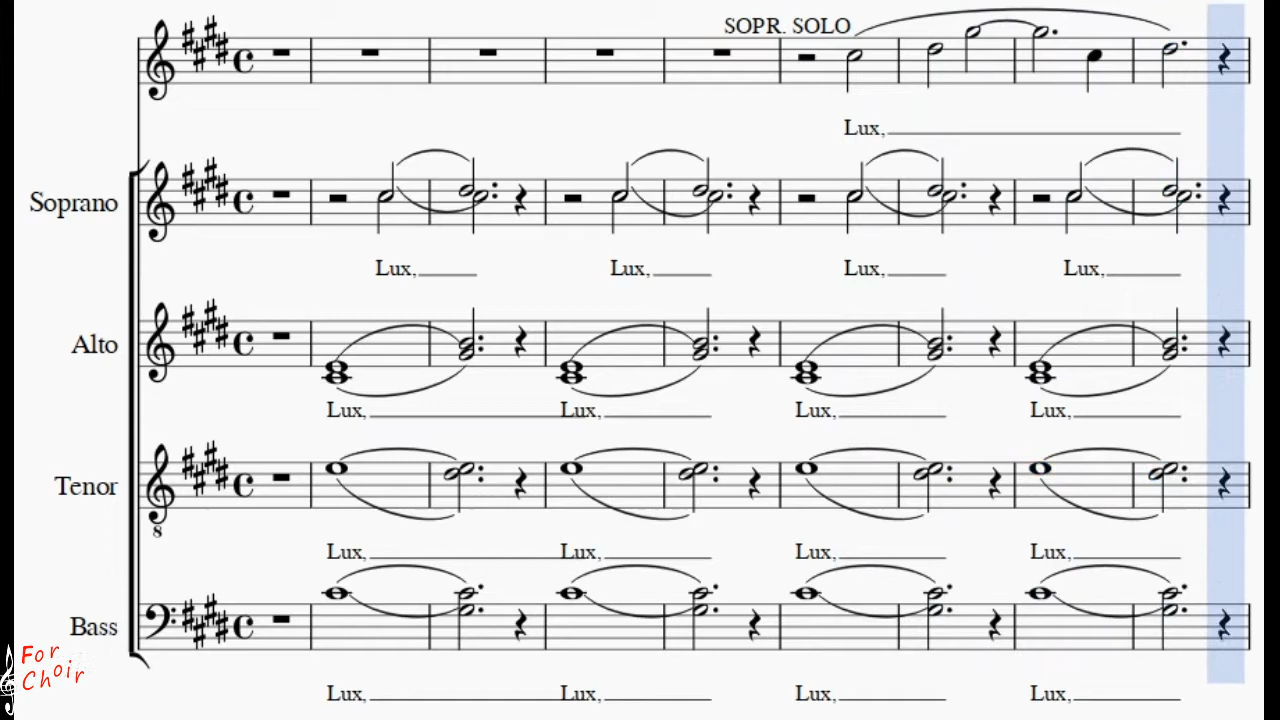 SOPR. SOLO
Lux,
Soprano
Lux, Lux, Lux, Lux,
Alto
Lux, Lux, Lux, Lux,
Tenor
8
Lux, Lux, Lux, Lux,
Bass
For
Choir
Lux, Lux, Lux, Lux,